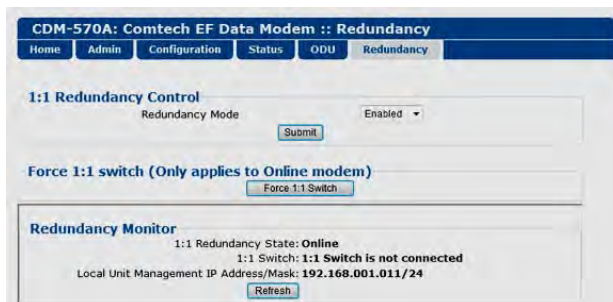 CDM-570A: Comtech EF Data Modem :: Redundancy
Home Admin Configuration Status ODU Redundancy
1:1 Redundancy Control
Redundancy Mode Enabled
Submit
Force 1:1 switch (Only applies to Online modem)
Force 1:1 Switch
Redundancy Monitor
1:1 Redundancy State: Online
1:1 Switch: 1:1 Switch is not connected
Local Unit Management IP Address/Mask: 192.168.001.011/24
Refresh